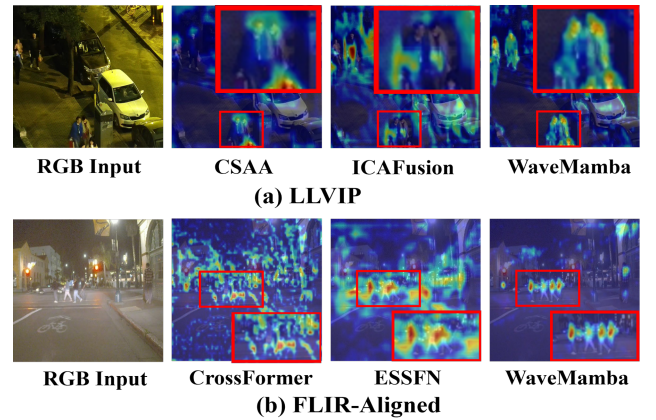 RGB Input CSAA ICAFusion WaveMamba
(a) LLVIP
RGB Input CrossFormer ESSFN WaveMamba
(b) FLIR-Aligned